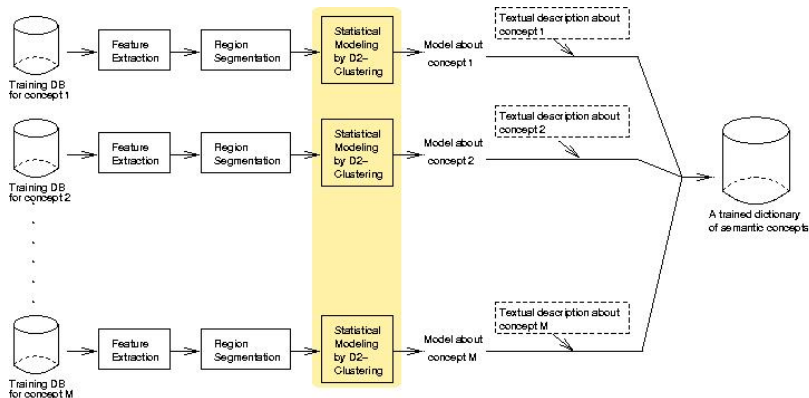 Training DB
for concept 1
Feature
Extraction
Region
Segmentation
Statistical
Modeling
by D2-
Clustering
Model about
concept 1
Textual description about
concept 1
Training DB
for concept 2
Feature
Extraction
Region
Segmentation
Statistical
Modeling
by D2-
Clustering
Model about
concept 2
Textual description about
concept 2
A trained dictionary
of semantic concepts
Training DB
for concept M
Feature
Extraction
Region
Segmentation
Statistical
Modeling
by D2-
Clustering
Model about
concept M
Textual description about
concept M